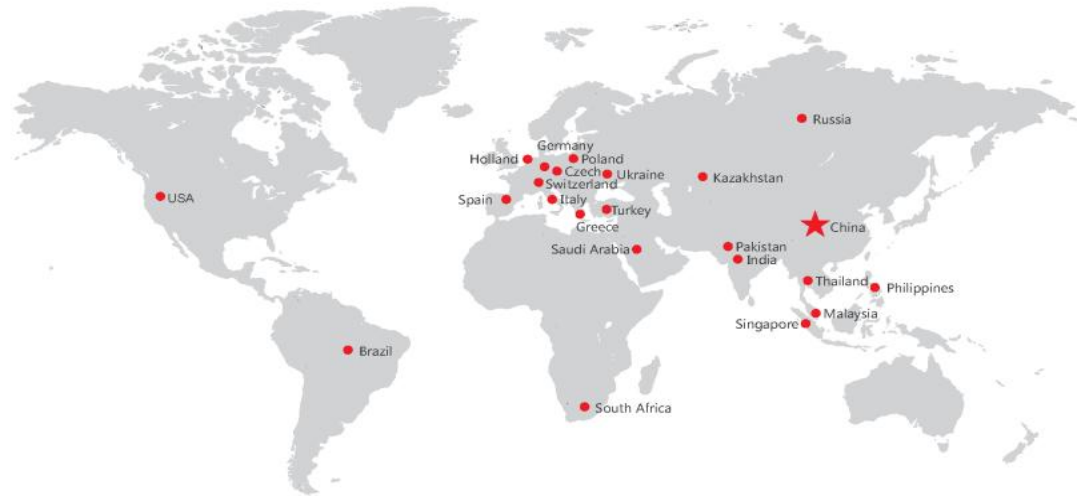 Russia
Germany
Holland
Poland
Czech
Ukraine
Kazakhstan
Switzerland
USA
Spain
Italy
Turkey
Greece
China
Saudi Arabia
Pakistan
India
Thailand
Philippines
Malaysia
Singapore
Brazil
South Africa